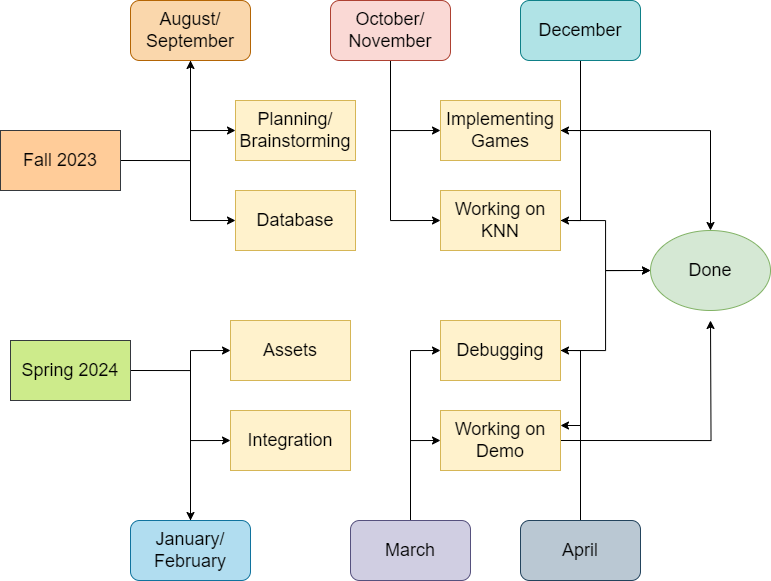 August/
September
October/
November
December
Planning/
Brainstorming
Implementing
Games
Fall 2023
Database
Working on
KNN
Done
Assets
Debugging
Spring 2024
Integration
Working on
Demo
January/
February
March
April